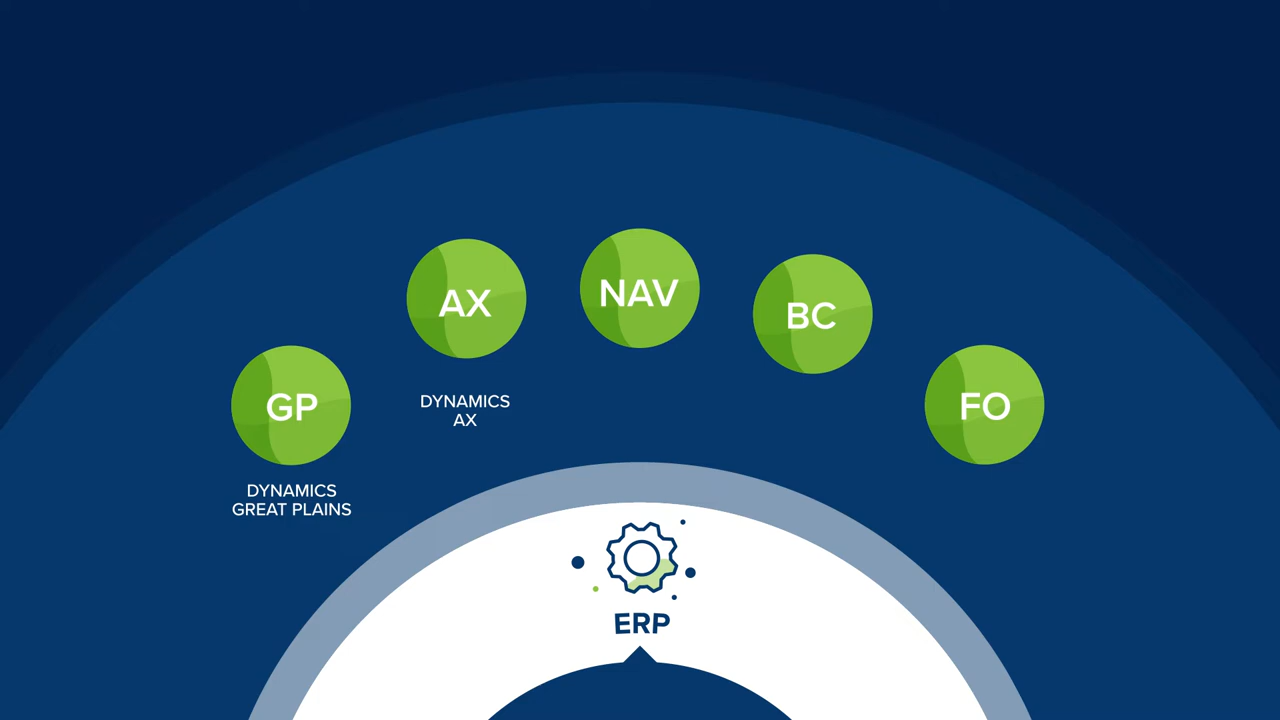 GP
DYNAMICS
GREAT PLAINS
AX
DYNAMICS
AX
NAV
BC
FO
ERP